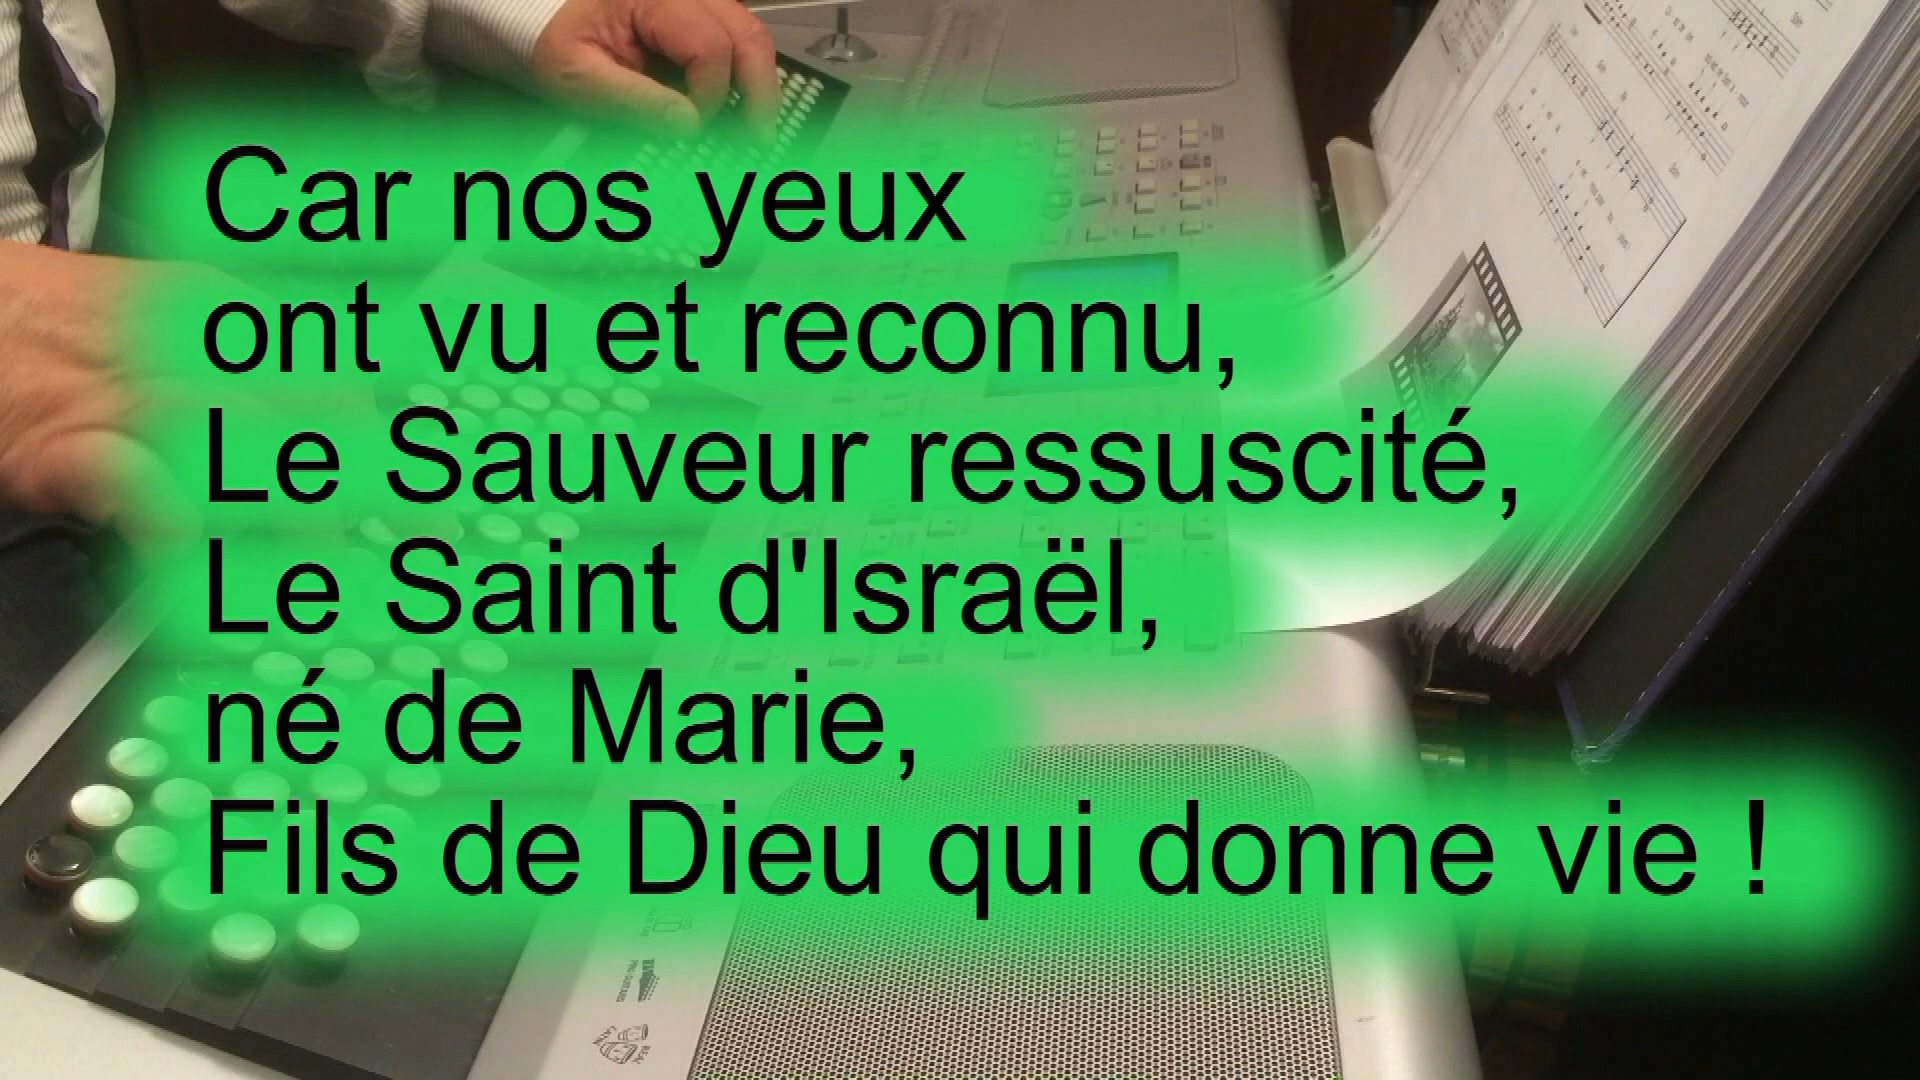 Car nos yeux
ont vu et reconnu,
Le Sauveur ressuscité,
Le Saint d'Israël,
né de Marie,
Fils de Dieu qui donne vie !